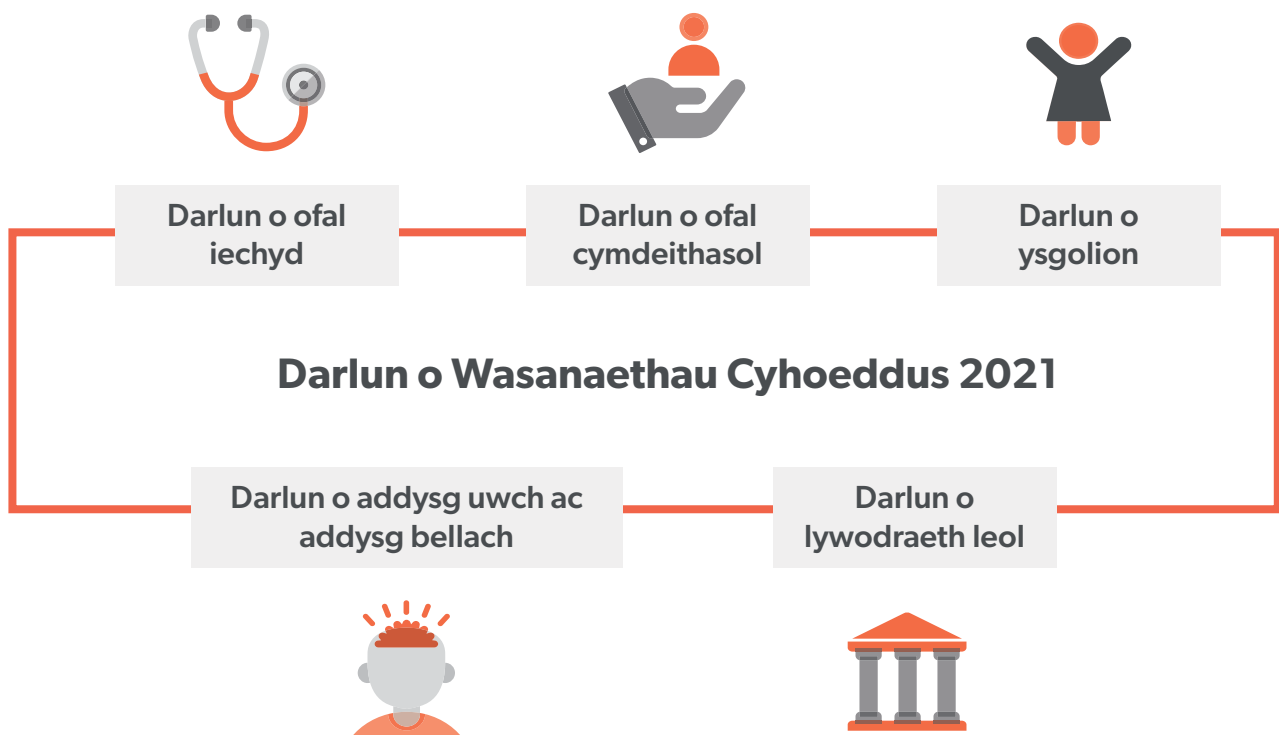 Darlun o ofal
iechyd
Darlun o ofal
cymdeithasol
Darlun o
ysgolion
Darlun o Wasanaethau Cyhoeddus 2021
Darlun o addysg uwch ac
addysg bellach
Darlun o
lywodraeth leol